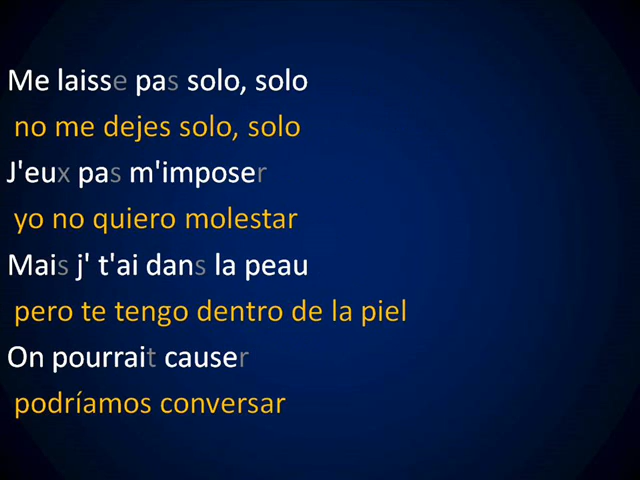 Me laisse pas solo, solo
no me dejes solo, solo
J'eux pas m'imposer
yo no quiero molestar
Mais j' t'ai dans la peau
pero te tengo dentro de la piel
On pourrait causer
podríamos conversar